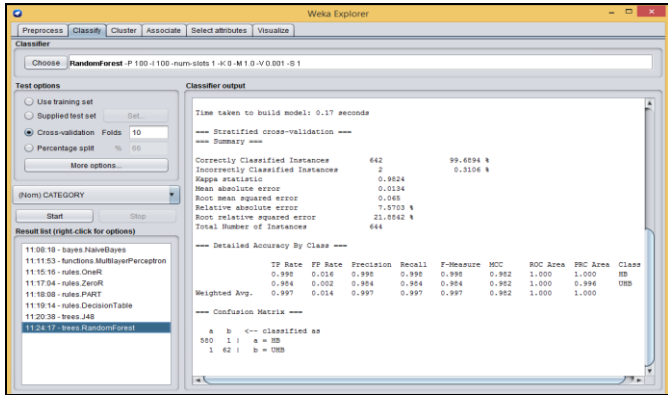 Weka Explorer
Preprocess Classify Cluster Associate Select attributes Visualize
Classifier
Choose RandomForest -P 100 -I 100 -num-slots 1 -K 0 -M 1.0 -V 0.001 -S 1
Test options
Use training set
Supplied test set Set...
Cross-validation Folds 10
Percentage split % 66
More options...
(Nom) CATEGORY
Start Stop
Result list (right-click for options)
11:08:18 - bayes.NaiveBayes
11:11:53 - functions.MultilayerPerceptron
11:15:16 - rules.OneR
11:17:04 - rules.ZeroR
11:18:08 - rules.PART
11:19:14 - rules.DecisionTable
11:20:38 - trees.J48
11:24:17 - trees.RandomForest
Classifier output
Time taken to build model: 0.17 seconds
=== Stratified cross-validation ===
=== Summary ===
Correctly Classified Instances 642 99.6894 %
Incorrectly Classified Instances 2 0.3106 %
Kappa statistic 0.9824
Mean absolute error 0.0134
Root mean squared error 0.065
Relative absolute error 7.5703 %
Root relative squared error 21.8842 %
Total Number of Instances 644
=== Detailed Accuracy By Class ===
TP Rate FP Rate Precision Recall F-Measure MCC ROC Area PRC Area Class
0.998 0.016 0.998 0.998 0.998 0.982 1.000 1.000 HB
0.984 0.002 0.984 0.984 0.984 0.982 1.000 0.996 UHB
Weighted Avg. 0.997 0.014 0.997 0.997 0.997 0.982 1.000 1.000
=== Confusion Matrix ===
a b <-- classified as
580 1 | a = HB
1 62 | b = UHB